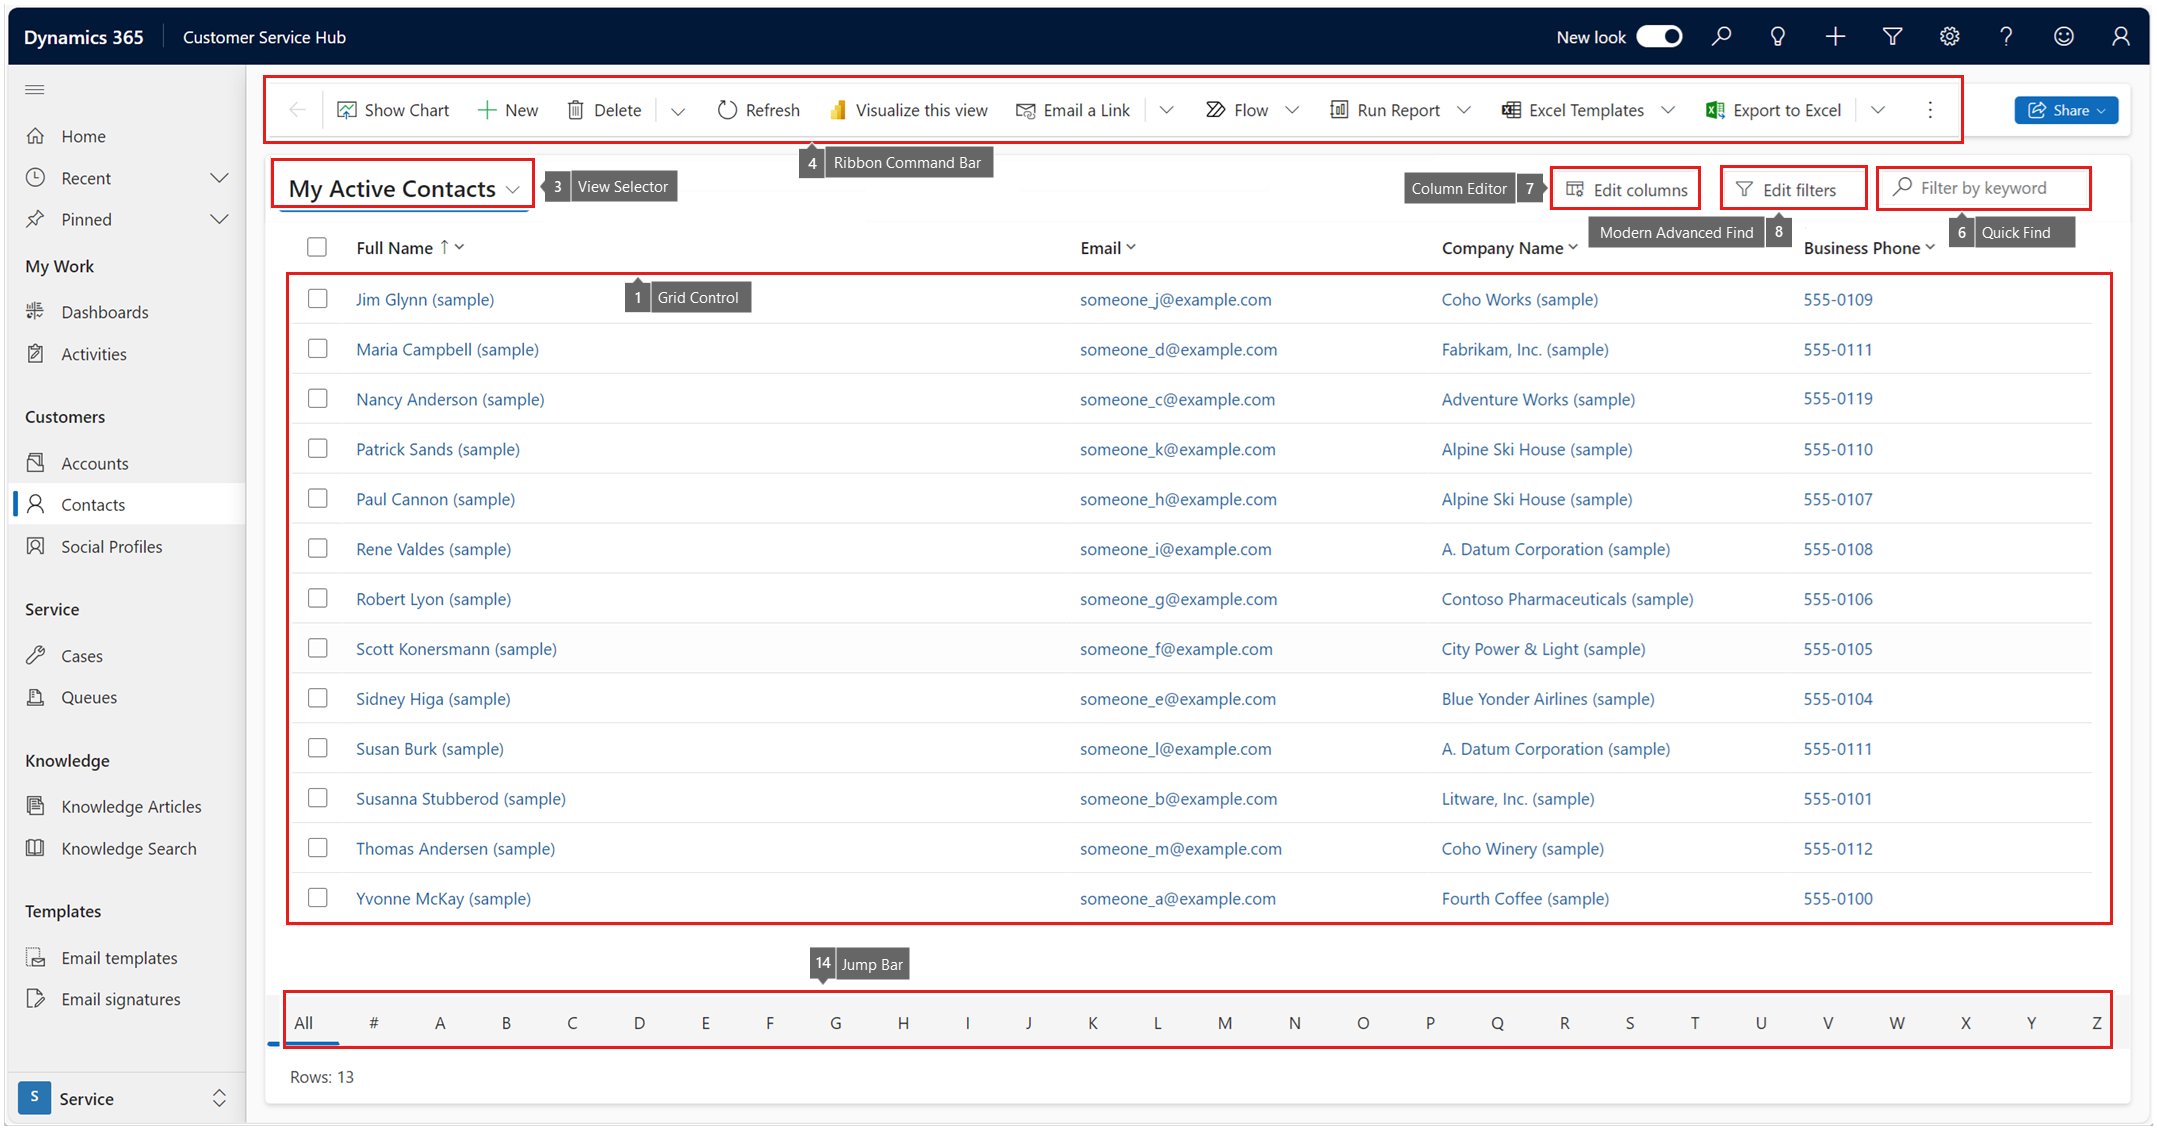 Dynamics 365 Customer Service Hub New look
Show Chart New Delete Refresh Visualize this view Email a Link Flow Run Report Excel Templates Export to Excel Share
4 Ribbon Command Bar
My Active Contacts
3 View Selector
Column Editor 7
Edit columns
Edit filters
Filter by keyword
Modern Advanced Find 8
6 Quick Find
Full Name Email Company Name Business Phone
1 Grid Control
Jim Glynn (sample) someone_j@example.com Coho Works (sample) 555-0109
Maria Campbell (sample) someone_d@example.com Fabrikam, Inc. (sample) 555-0111
Nancy Anderson (sample) someone_c@example.com Adventure Works (sample) 555-0119
Patrick Sands (sample) someone_k@example.com Alpine Ski House (sample) 555-0110
Paul Cannon (sample) someone_h@example.com Alpine Ski House (sample) 555-0107
Rene Valdes (sample) someone_i@example.com A. Datum Corporation (sample) 555-0108
Robert Lyon (sample) someone_g@example.com Contoso Pharmaceuticals (sample) 555-0106
Scott Konersmann (sample) someone_f@example.com City Power & Light (sample) 555-0105
Sidney Higa (sample) someone_e@example.com Blue Yonder Airlines (sample) 555-0104
Susan Burk (sample) someone_l@example.com A. Datum Corporation (sample) 555-0111
Susanna Stubberod (sample) someone_b@example.com Litware, Inc. (sample) 555-0101
Thomas Andersen (sample) someone_m@example.com Coho Winery (sample) 555-0112
Yvonne McKay (sample) someone_a@example.com Fourth Coffee (sample) 555-0100
14 Jump Bar
All # A B C D E F G H I J K L M N O P Q R S T U V W X Y Z
Rows: 13
Home
Recent
Pinned
My Work
Dashboards
Activities
Customers
Accounts
Contacts
Social Profiles
Service
Cases
Queues
Knowledge
Knowledge Articles
Knowledge Search
Templates
Email templates
Email signatures
S Service